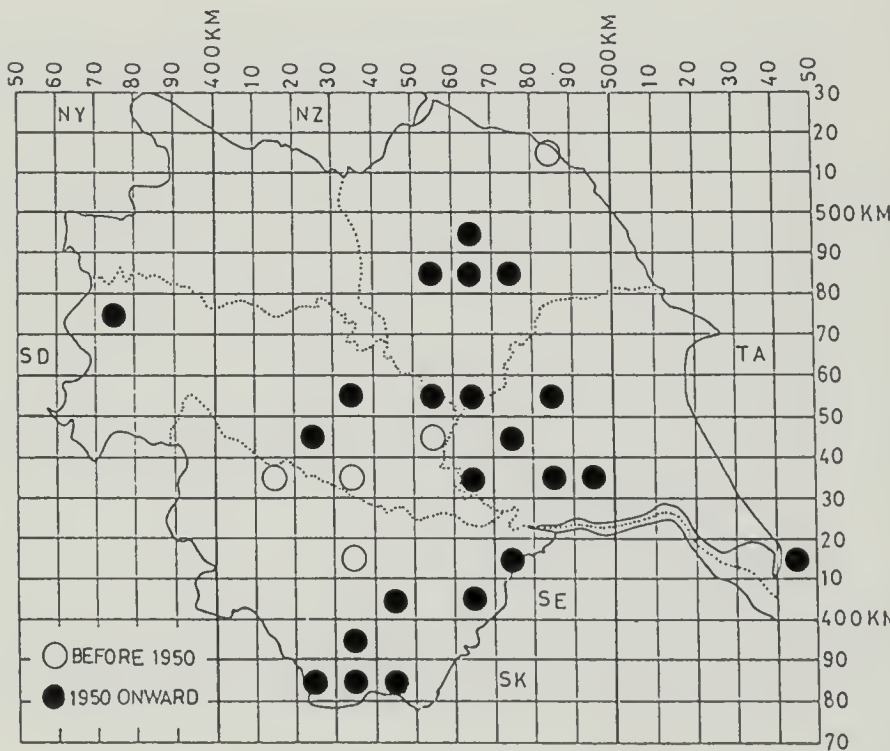 50 60 70 80 90 400KM 10 20 30 40 50 60 70 80 90 500KM 10 20 30 40 50
NY NZ 30
20
10
500KM
90
80
70
SD TA
60
50
40
30
20
10
SE
400KM
BEFORE 1950
90
1950 ONWARD SK
80
70